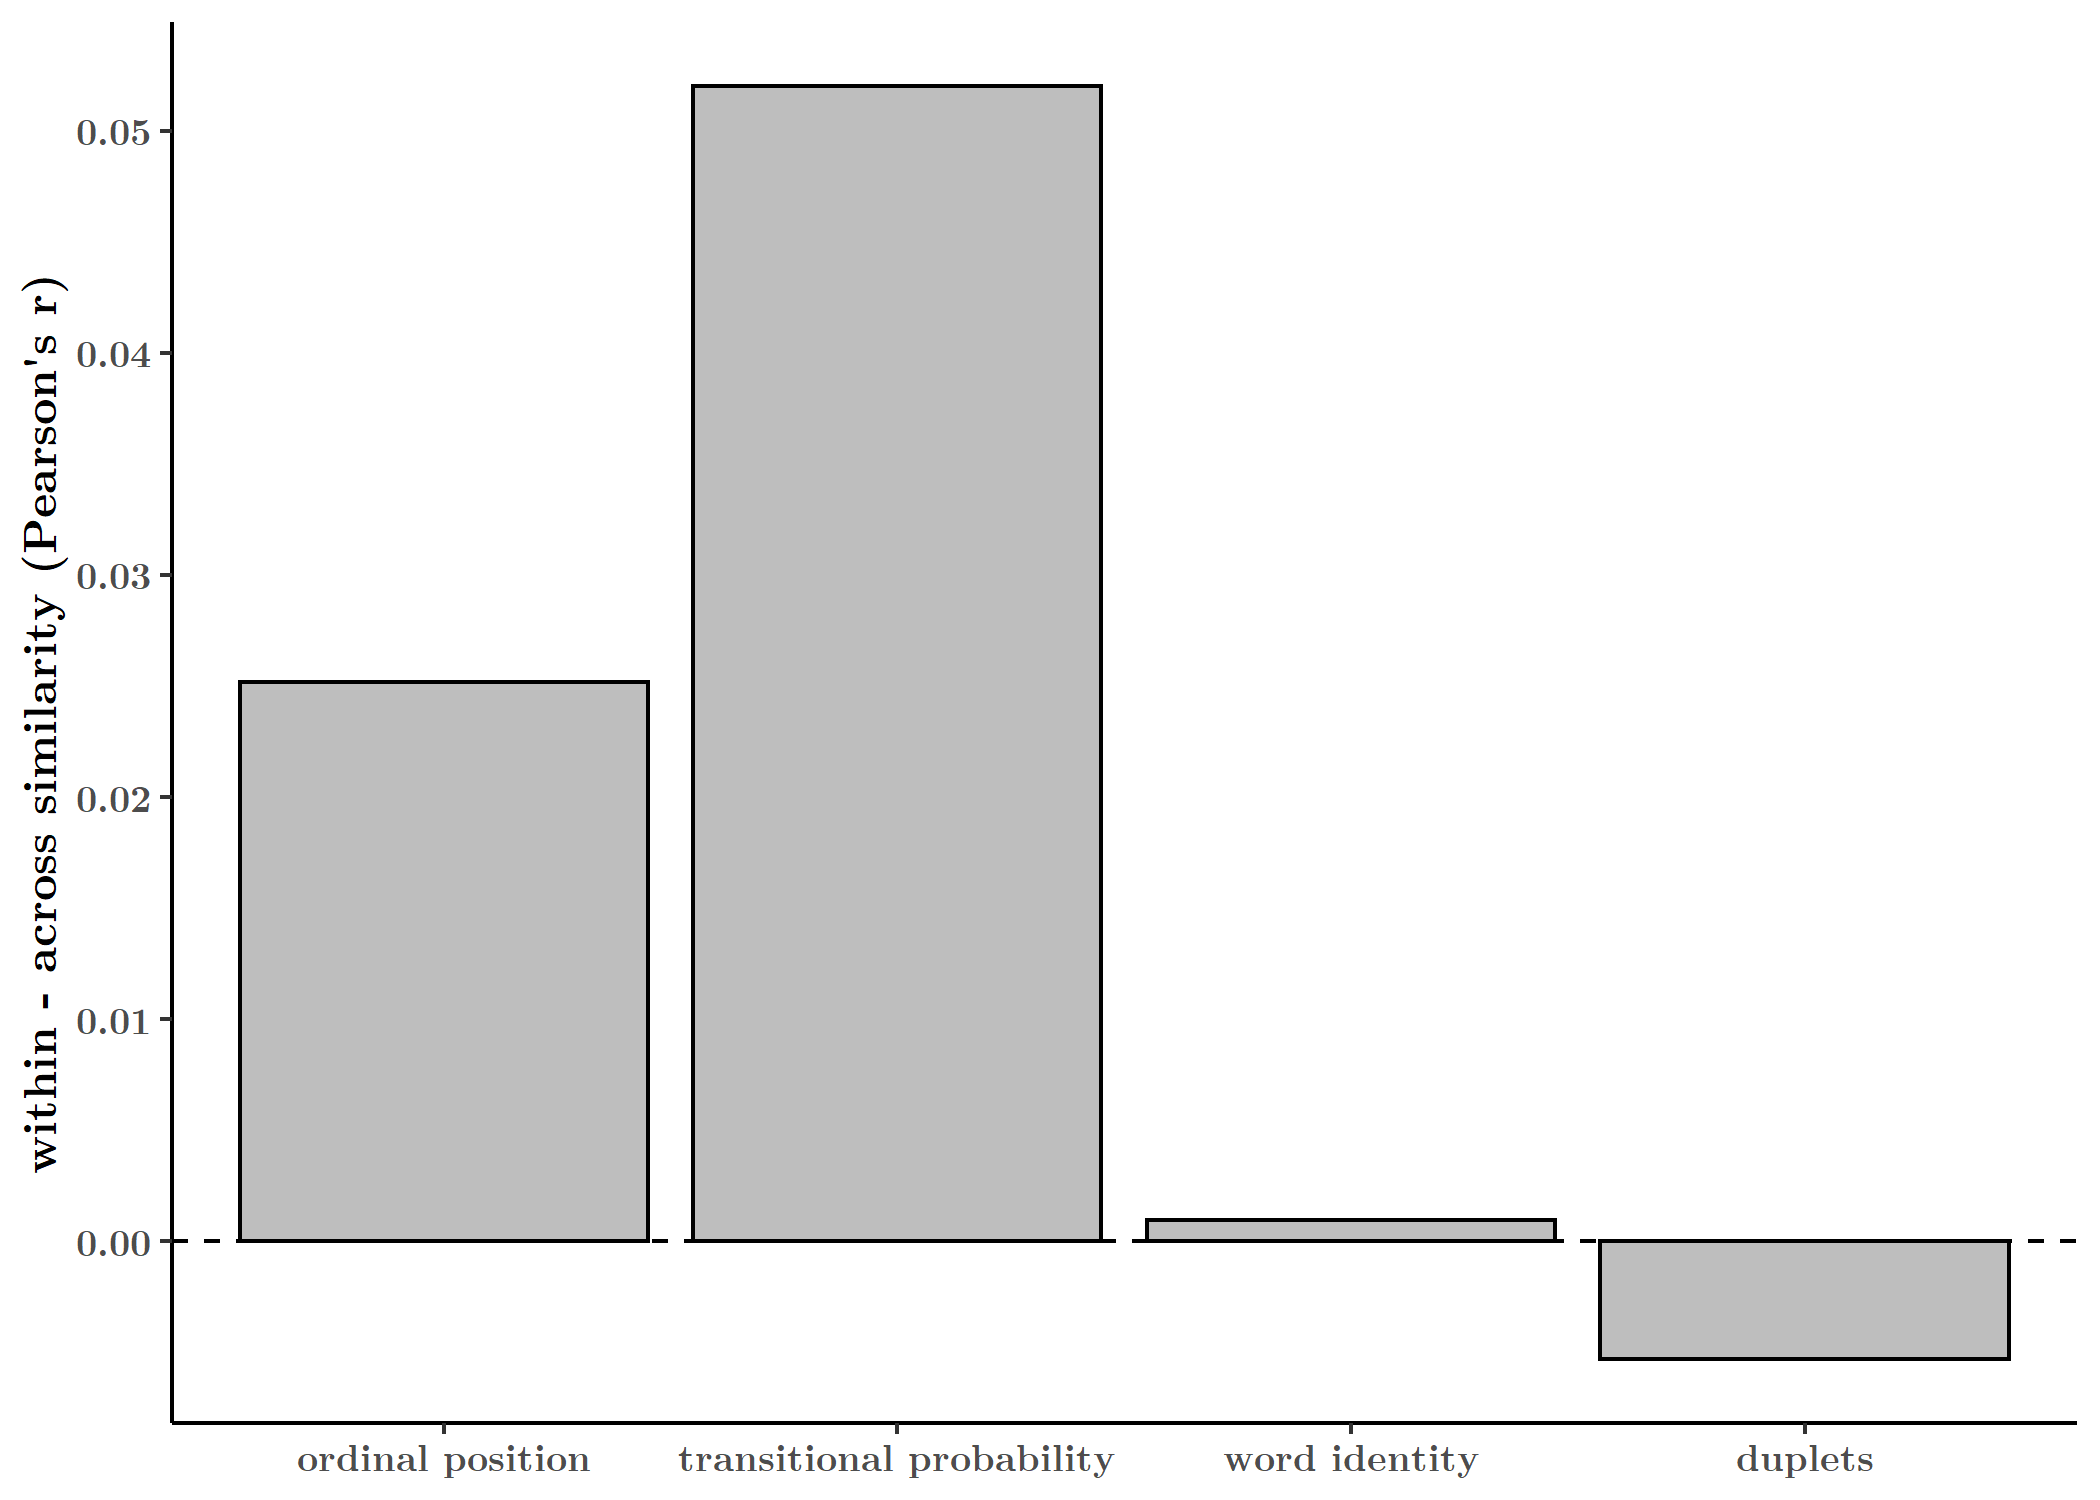 within - across similarity (Pearson's r)
0.05
0.04
0.03
0.02
0.01
0.00
ordinal position
transitional probability
word identity
duplets